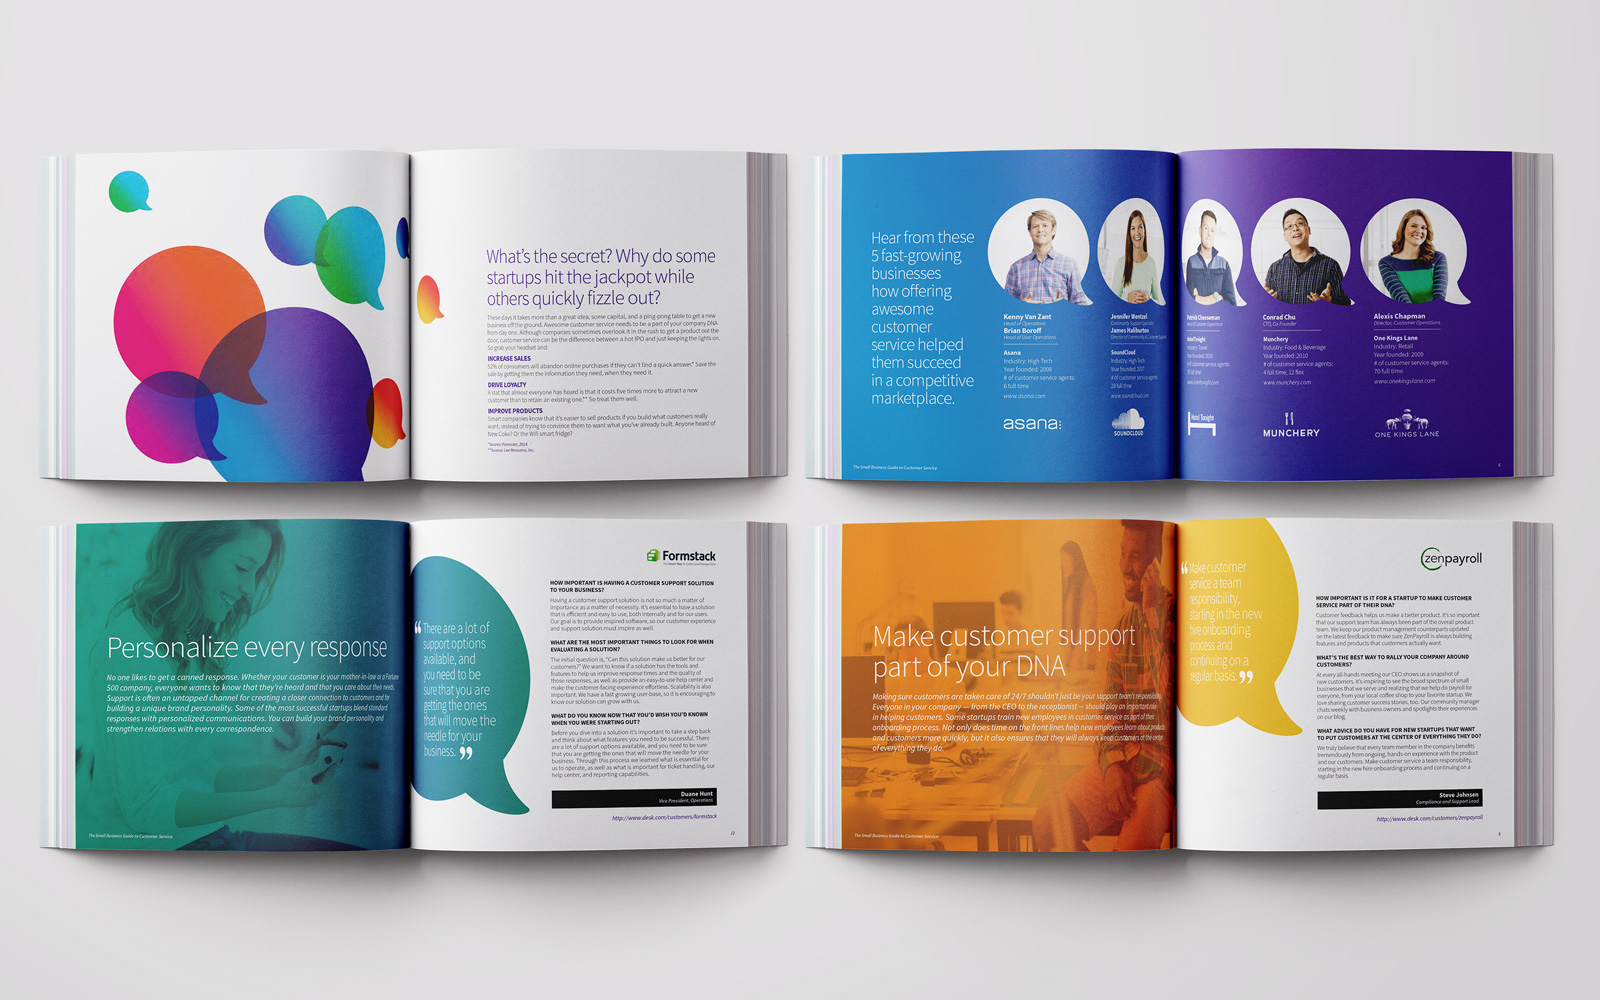 What's the secret? Why do some
startups hit the jackpot while
others quickly fizzle out?
These days it takes more than a great idea, some capital, and a ping-pong table to get a new
business off the ground. Awesome customer service needs to be a part of your company DNA
from day one. Although companies sometimes overlook it in the rush to get a product out the
door, customer service can be the difference between a hot IPO and just keeping the lights on.
So grab your headset and:
INCREASE SALES
52% of consumers will abandon online purchases if they can't find a quick answer.* Save the
sale by getting them the information they need, when they need it.
DRIVE LOYALTY
A stat that almost everyone has heard is that it costs five times more to attract a new
customer than to retain an existing one.** So treat them well.
IMPROVE PRODUCTS
Smart companies know that it's easier to sell products if you build what customers really
want, instead of trying to convince them to want what you've already built. Anyone heard of
New Coke? Or the Wifi smart fridge?
*Source: Forrester, 2014.
**Source: Lee Resource, Inc.
Hear from these
5 fast-growing
businesses
how offering
awesome
customer
service helped
them succeed
in a competitive
marketplace.
Kenny Van Zant
Head of Operations
Brian Boroff
Head of User Operations
Asana
Industry: High Tech
Year founded: 2008
# of customer service agents:
6 full time
www.asana.com
asana:
Jennifer Wentzel
James Haliburton
SoundCloud
Industry: High Tech
Year founded: 2007
# of customer service agents:
28 full time
www.soundcloud.com
SOUNDCLOUD
Patrick Cheeseman
HotelTonight
Industry: Travel
Year founded: 2010
# of customer service agents:
www.hoteltonight.com
Hotel Tonight
Conrad Chu
CTO, Co-Founder
Munchery
Industry: Food & Beverage
Year founded: 2010
# of customer service agents:
4 full time, 12 flex
www.munchery.com
MUNCHERY
Alexis Chapman
Director, Customer Operations
One Kings Lane
Industry: Retail
Year founded: 2009
# of customer service agents:
70 full time
www.onekingslane.com
ONE KINGS LANE
The Small Business Guide to Customer Service
6
Personalize every response
No one likes to get a canned response. Whether your customer is your mother-in-law or a Fortune
500 company, everyone wants to know that they're heard and that you care about their needs.
Support is often an untapped channel for creating a closer connection to customers and for
building a unique brand personality. Some of the most successful startups blend standard
responses with personalized communications. You can build your brand personality and
strengthen relations with every correspondence.
The Small Business Guide to Customer Service
“There are a lot of
support options
available, and
you need to be
sure that you are
getting the ones
that will move the
needle for your
business.”
Formstack
HOW IMPORTANT IS HAVING A CUSTOMER SUPPORT SOLUTION
TO YOUR BUSINESS?
Having a customer support solution is not so much a matter of
importance as a matter of necessity. It's essential to have a solution
that is efficient and easy to use, both internally and for our users.
Our goal is to provide inspired software, so our customer experience
and support solution must inspire as well.
WHAT ARE THE MOST IMPORTANT THINGS TO LOOK FOR WHEN
EVALUATING A SOLUTION?
The initial question is, "Can this solution make us better for our
customers?" We want to know if a solution has the tools and
features to help us improve response times and the quality of
those responses, as well as provide an easy-to-use help center and
make the customer-facing experience effortless. Scalability is also
important. We have a fast growing user-base, so it is encouraging to
know our solution can grow with us.
WHAT DO YOU KNOW NOW THAT YOU'D WISH YOU'D KNOWN
WHEN YOU WERE STARTING OUT?
Before you dive into a solution it's important to take a step back
and think about what features you need to be successful. There
are a lot of support options available, and you need to be sure
that you are getting the ones that will move the needle for your
business. Through this process we learned what is essential for
us to operate, as well as what is important for ticket handling, our
help center, and reporting capabilities.
Duane Hunt
Vice President, Operations
http://www.desk.com/customers/formstack
12
Make customer support
part of your DNA
Making sure customers are taken care of 24/7 shouldn't just be your support team's responsibility.
Everyone in your company — from the CEO to the receptionist — should play an important role
in helping customers. Some startups train new employees in customer service as part of their
onboarding process. Not only does time on the front lines help new employees learn about product
and customers more quickly, but it also ensures that they will always keep customers at the center
of everything they do.
The Small Business Guide to Customer Service
“Make customer
service a team
responsibility,
starting in the new
hire onboarding
process and
continuing on a
regular basis.”
zenpayroll
HOW IMPORTANT IS IT FOR A STARTUP TO MAKE CUSTOMER
SERVICE PART OF THEIR DNA?
Customer feedback helps us make a better product. It's so important
that our support team has always been part of the overall product
team. We keep our product management counterparts updated
on the latest feedback to make sure ZenPayroll is always building
features and products that customers actually want.
WHAT'S THE BEST WAY TO RALLY YOUR COMPANY AROUND
CUSTOMERS?
At every all-hands meeting our CEO shows us a snapshot of
new customers. It's inspiring to see the broad spectrum of small
businesses that we serve and realizing that we help do payroll for
everyone, from your local coffee shop to your favorite startup. We
love sharing customer success stories, too. Our community manager
chats weekly with business owners and spotlights their experiences
on our blog.
WHAT ADVICE DO YOU HAVE FOR NEW STARTUPS THAT WANT
TO PUT CUSTOMERS AT THE CENTER OF EVERYTHING THEY DO?
We truly believe that every team member in the company benefits
tremendously from ongoing, hands-on experience with the product
and our customers. Make customer service a team responsibility,
starting in the new hire onboarding process and continuing on a
regular basis.
Steve Johnsen
Compliance and Support Lead
http://www.desk.com/customers/zenpayroll
8